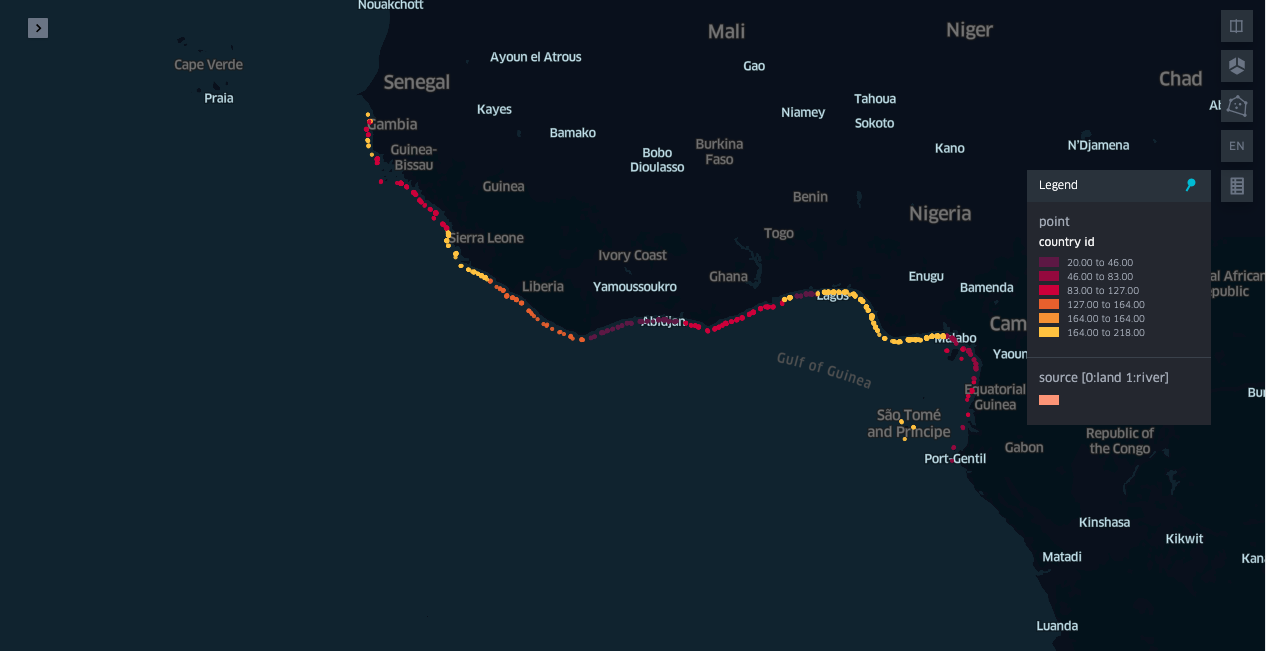 Nouakchott
Mali
Niger
Cape Verde
Ayoun el Atrous
Gao
Senegal
Chad
Praia
Kayes
Tahoua
Niamey
Sokoto
Gambia
Bamako
Burkina
Faso
Kano
N'Djamena
EN
Guinea-
Bissau
Bobo
Dioulasso
Guinea
Benin
Nigeria
Sierra Leone
Togo
Ivory Coast
Ghana
Enugu
Liberia
Yamoussoukro
Lagos
Bamenda
Abidjan
Cam
Malabo
Yaoun
Gulf of Guinea
Equatorial
Guinea
São Tomé
and Príncipe
Gabon
Republic of
the Congo
Port-Gentil
Kinshasa
Kikwit
Matadi
Kan
Luanda
Bu
al African
epublic
Legend
point
country id
20.00 to 46.00
46.00 to 83.00
83.00 to 127.00
127.00 to 164.00
164.00 to 164.00
164.00 to 218.00
source [0:land 1:river]